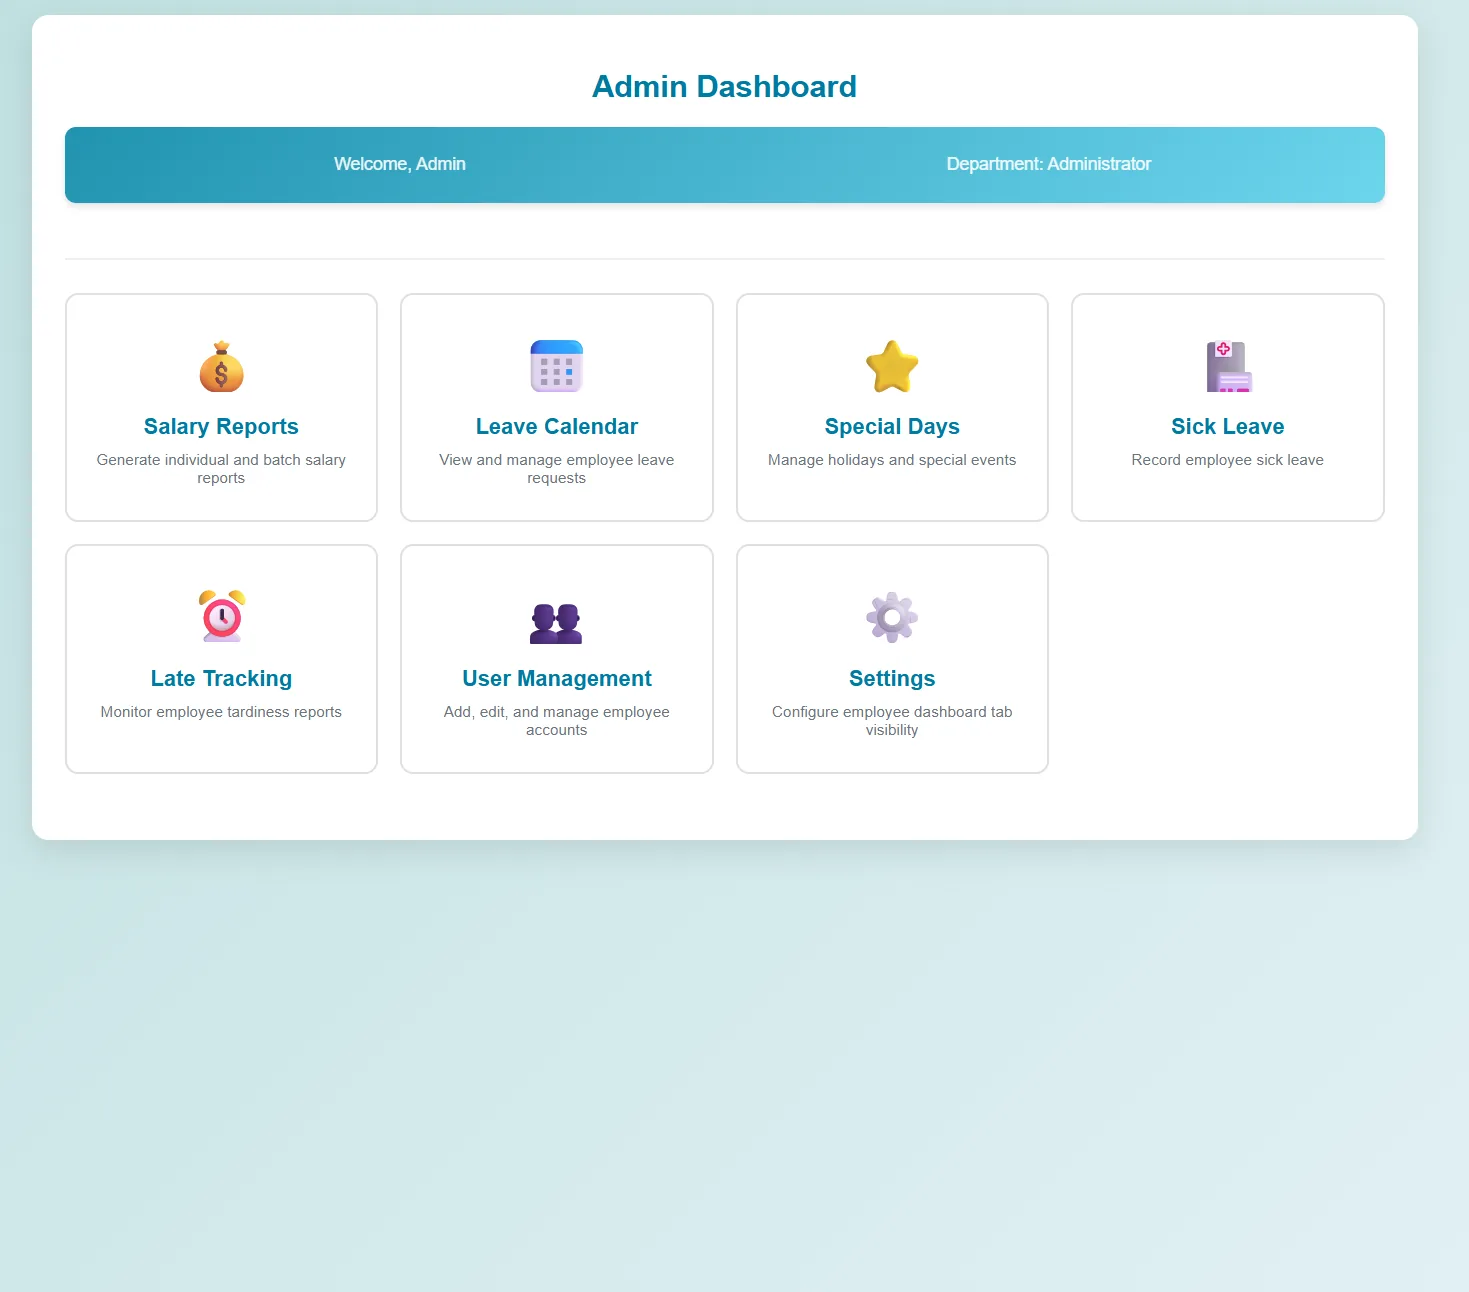 Admin Dashboard
Welcome, Admin
Department: Administrator
Salary Reports
Generate individual and batch salary
reports
Leave Calendar
View and manage employee leave
requests
Special Days
Manage holidays and special events
Sick Leave
Record employee sick leave
Late Tracking
Monitor employee tardiness reports
User Management
Add, edit, and manage employee
accounts
Settings
Configure employee dashboard tab
visibility